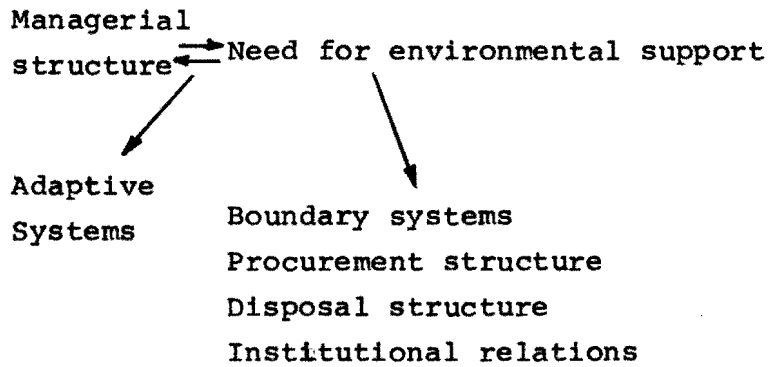 Managerial
structure
Need for environmental support
Adaptive
Systems
Boundary systems
Procurement structure
Disposal structure
Institutional relations